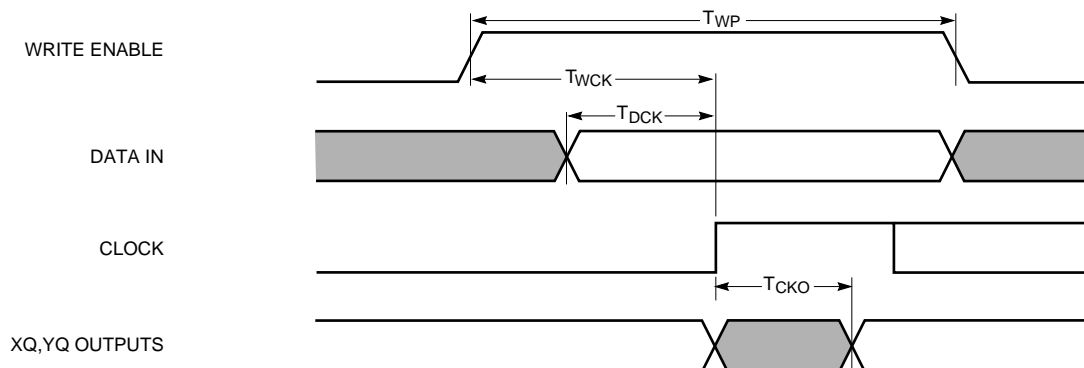 TWP
WRITE ENABLE
TWCK
TDCK
DATA IN
CLOCK
TCKO
XQ,YQ OUTPUTS